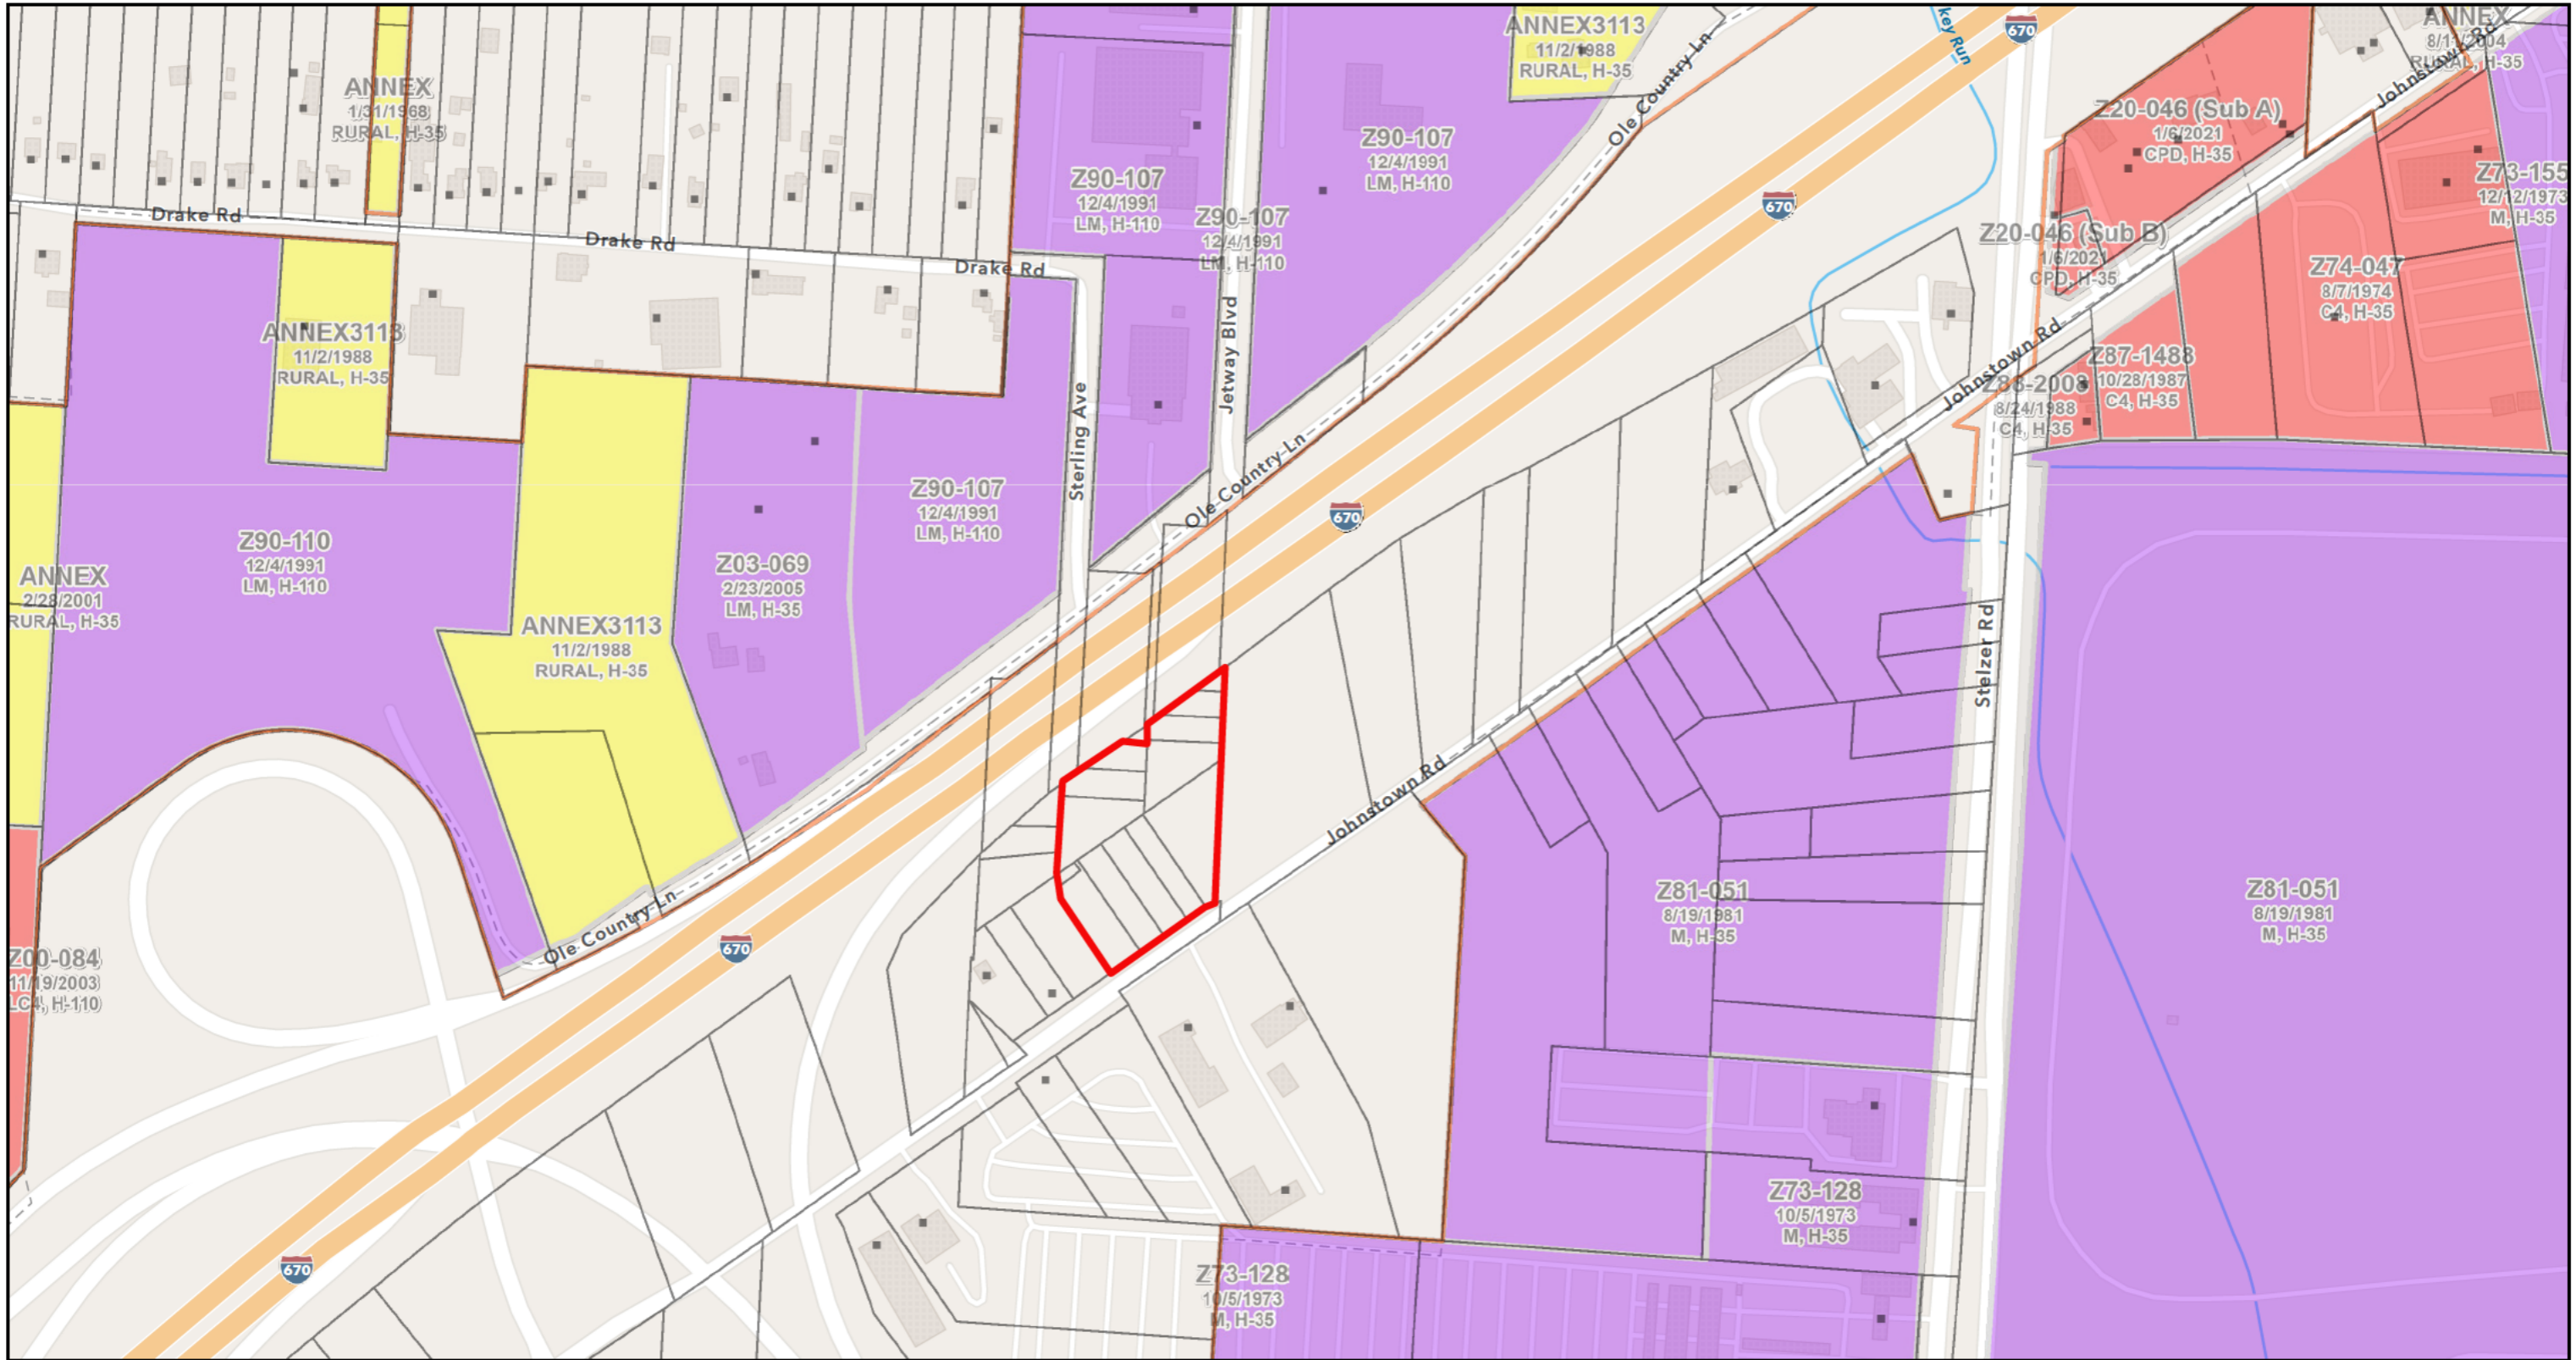 ANNEX
1/31/1968
RURAL, H-35
ANNEX3113
11/2/1988
RURAL, H-35
Ole Country Ln
key Run
670
ANNEX
8/11/2004
RURAL, H-35
Johnstown Rd
Z90-107
12/4/1991
LM, H-110
Z90-107
12/4/1991
LM, H-110
Z90-107
12/4/1991
LM, H-110
670
Z20-046 (Sub A)
1/6/2021
CPD, H-35
Z73-155
12/12/1973
M, H-35
Drake Rd
Drake Rd
Drake Rd
Z20-046 (Sub B)
1/6/2021
CPD, H-35
Z74-047
8/7/1974
C4, H-35
ANNEX3113
11/2/1988
RURAL, H-35
Jetway Blvd
Sterling Ave
Johnstown Rd
Z87-1488
10/28/1987
C4, H-35
Z88-2008
8/24/1988
C4, H-35
Ole Country Ln
670
Z90-107
12/4/1991
LM, H-110
Z90-110
12/4/1991
LM, H-110
Z03-069
2/23/2005
LM, H-35
ANNEX
2/28/2001
RURAL, H-35
ANNEX3113
11/2/1988
RURAL, H-35
Stelzer Rd
Johnstown Rd
Z81-051
8/19/1981
M, H-35
Z81-051
8/19/1981
M, H-35
Ole Country Ln
670
Z00-084
11/19/2003
LC4, H-110
Z73-128
10/5/1973
M, H-35
670
Z73-128
10/5/1973
M, H-35